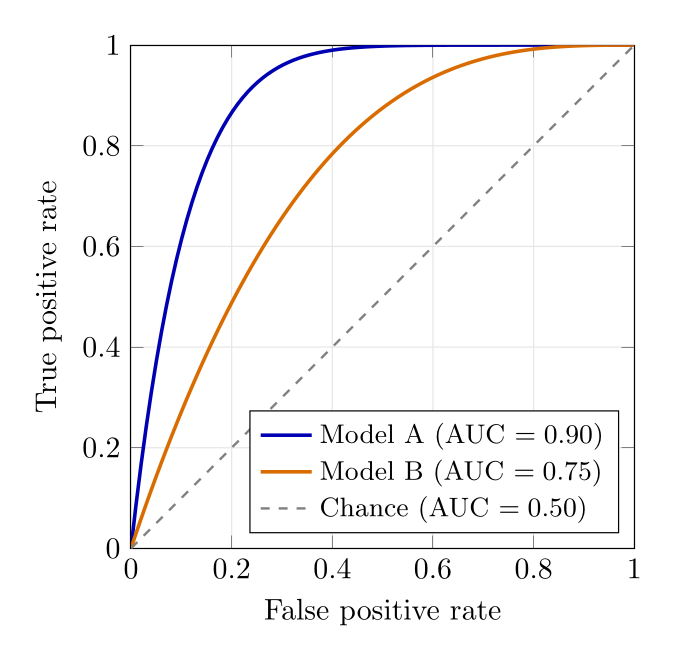 1
0.8
0.6
0.4
0.2
0
True positive rate
Model A (AUC = 0.90)
Model B (AUC = 0.75)
Chance (AUC = 0.50)
0 0.2 0.4 0.6 0.8 1
False positive rate